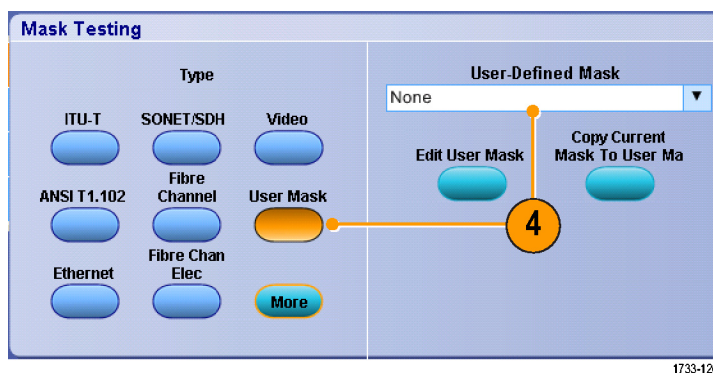 Mask Testing
Type
ITU-T SONET/SDH Video
ANSI T1.102 Fibre Channel User Mask
Ethernet Fibre Chan Elec More
User-Defined Mask
None
Edit User Mask
Copy Current
Mask To User Ma
4
1733-12